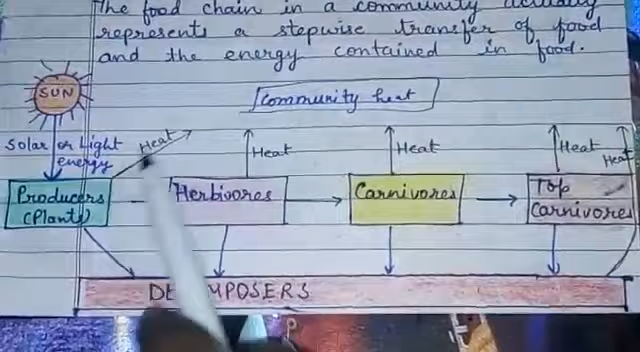 The food chain in a community actually
represents a stepwise transfer of food
and the energy contained in food.
Community heat
SUN
Solar or Light
energy
Heat
Heat
Heat
Heat
Heat
Producers
(Plants)
Herbivores
Carnivores
Top
Carnivores